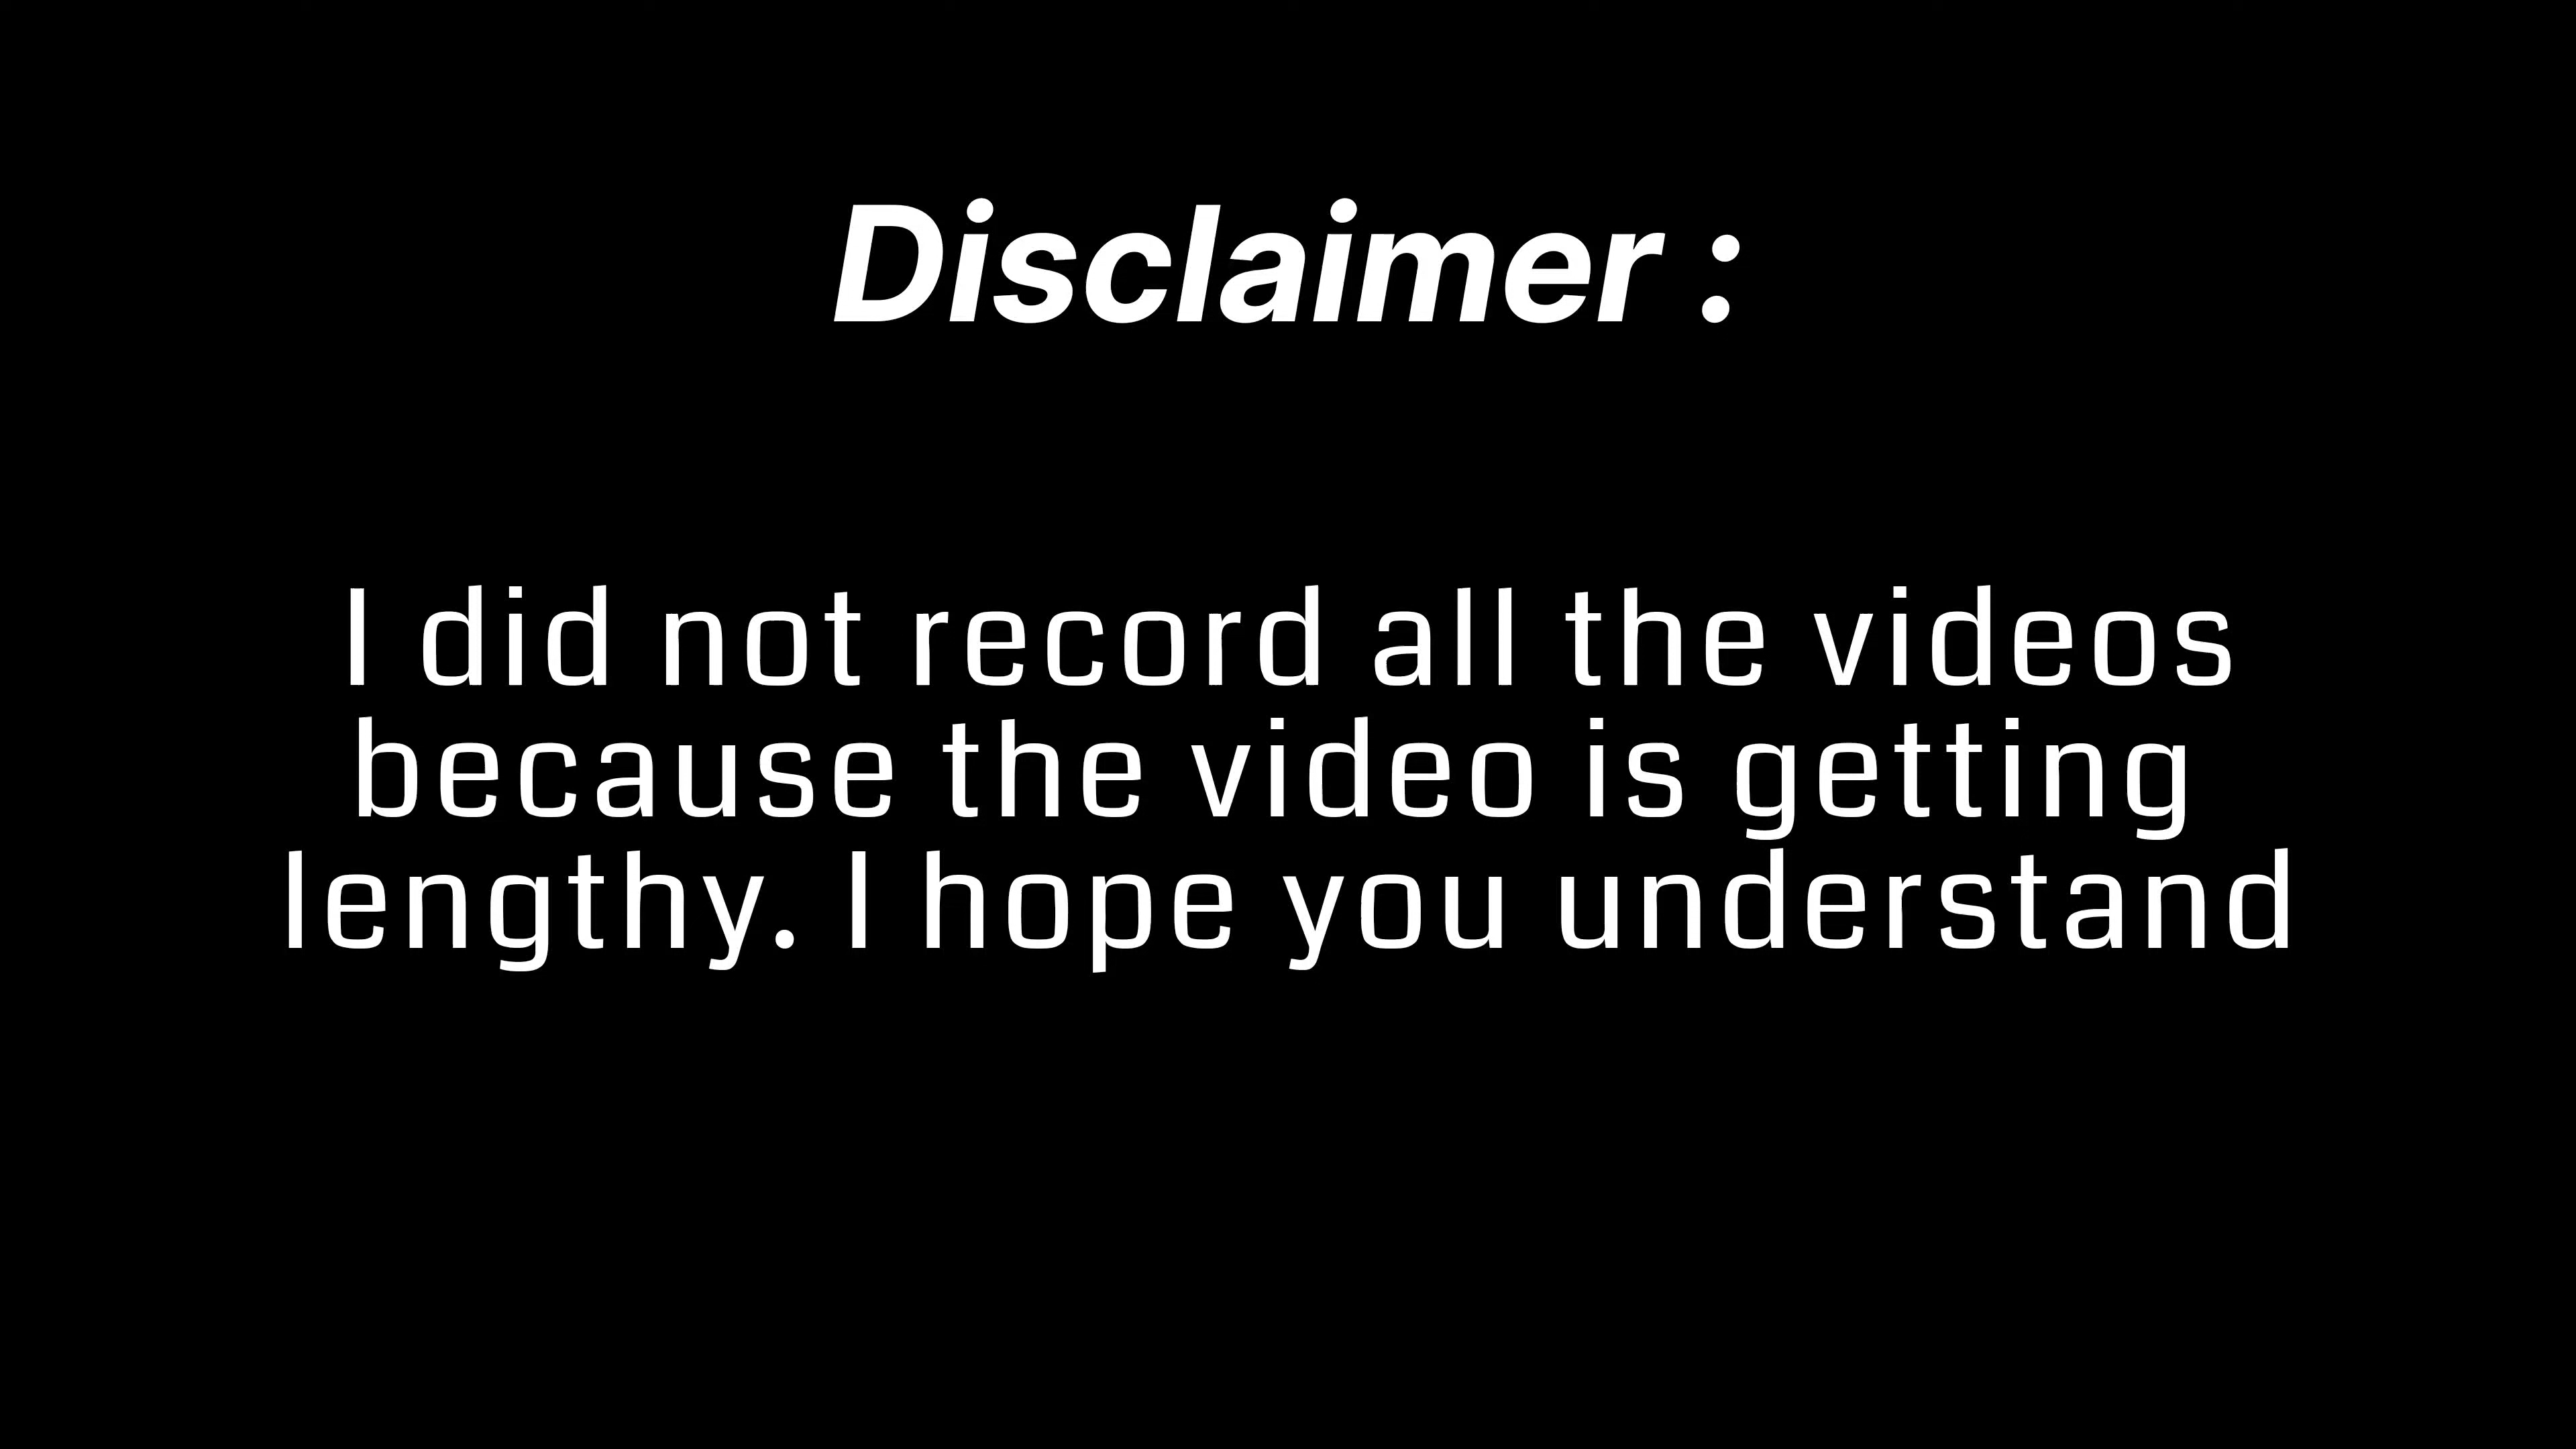 Disclaimer :
I did not record all the videos
because the video is getting
lengthy. I hope you understand